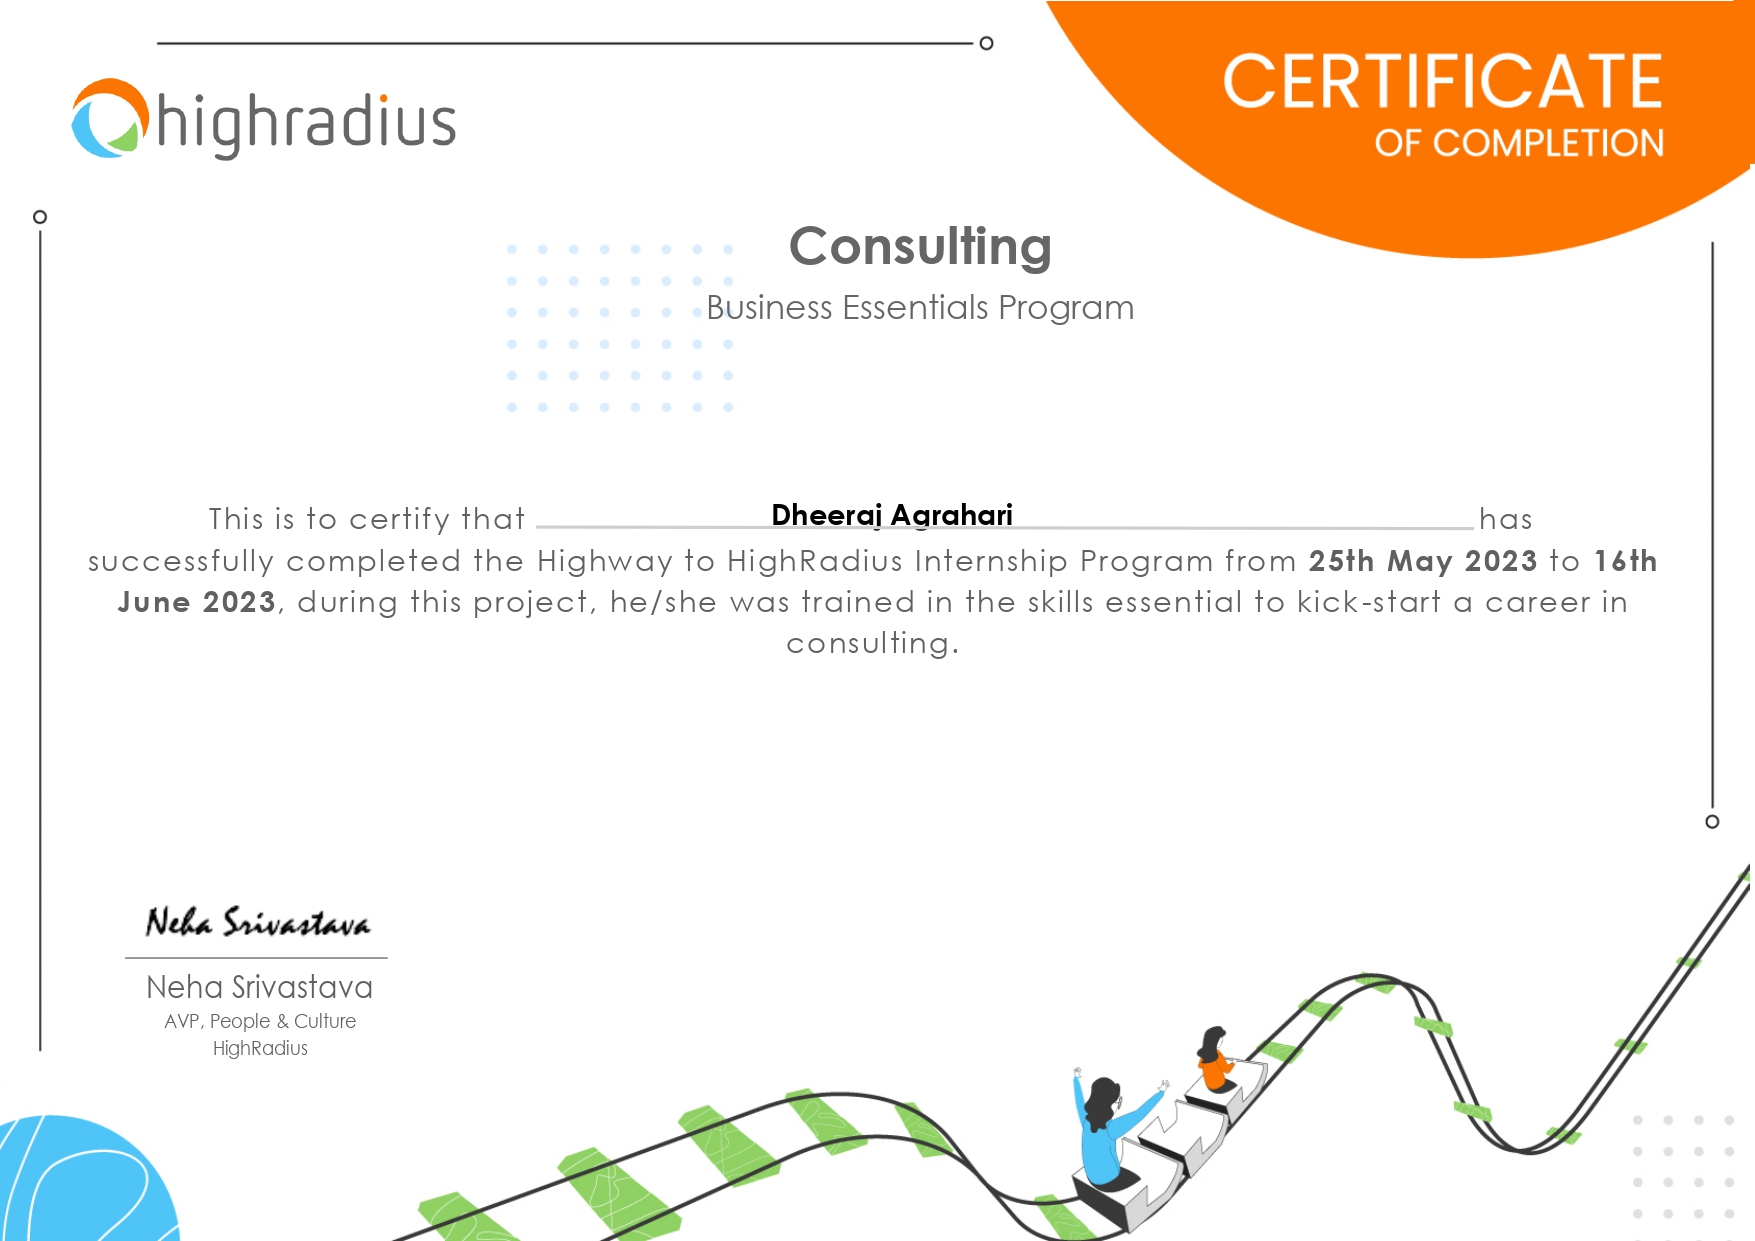 highradius
CERTIFICATE
OF COMPLETION
Consulting
Business Essentials Program
This is to certify that Dheeraj Agrahari has
successfully completed the Highway to HighRadius Internship Program from 25th May 2023 to 16th
June 2023, during this project, he/she was trained in the skills essential to kick-start a career in
consulting.
Neha Srivastava
Neha Srivastava
AVP, People & Culture
HighRadius